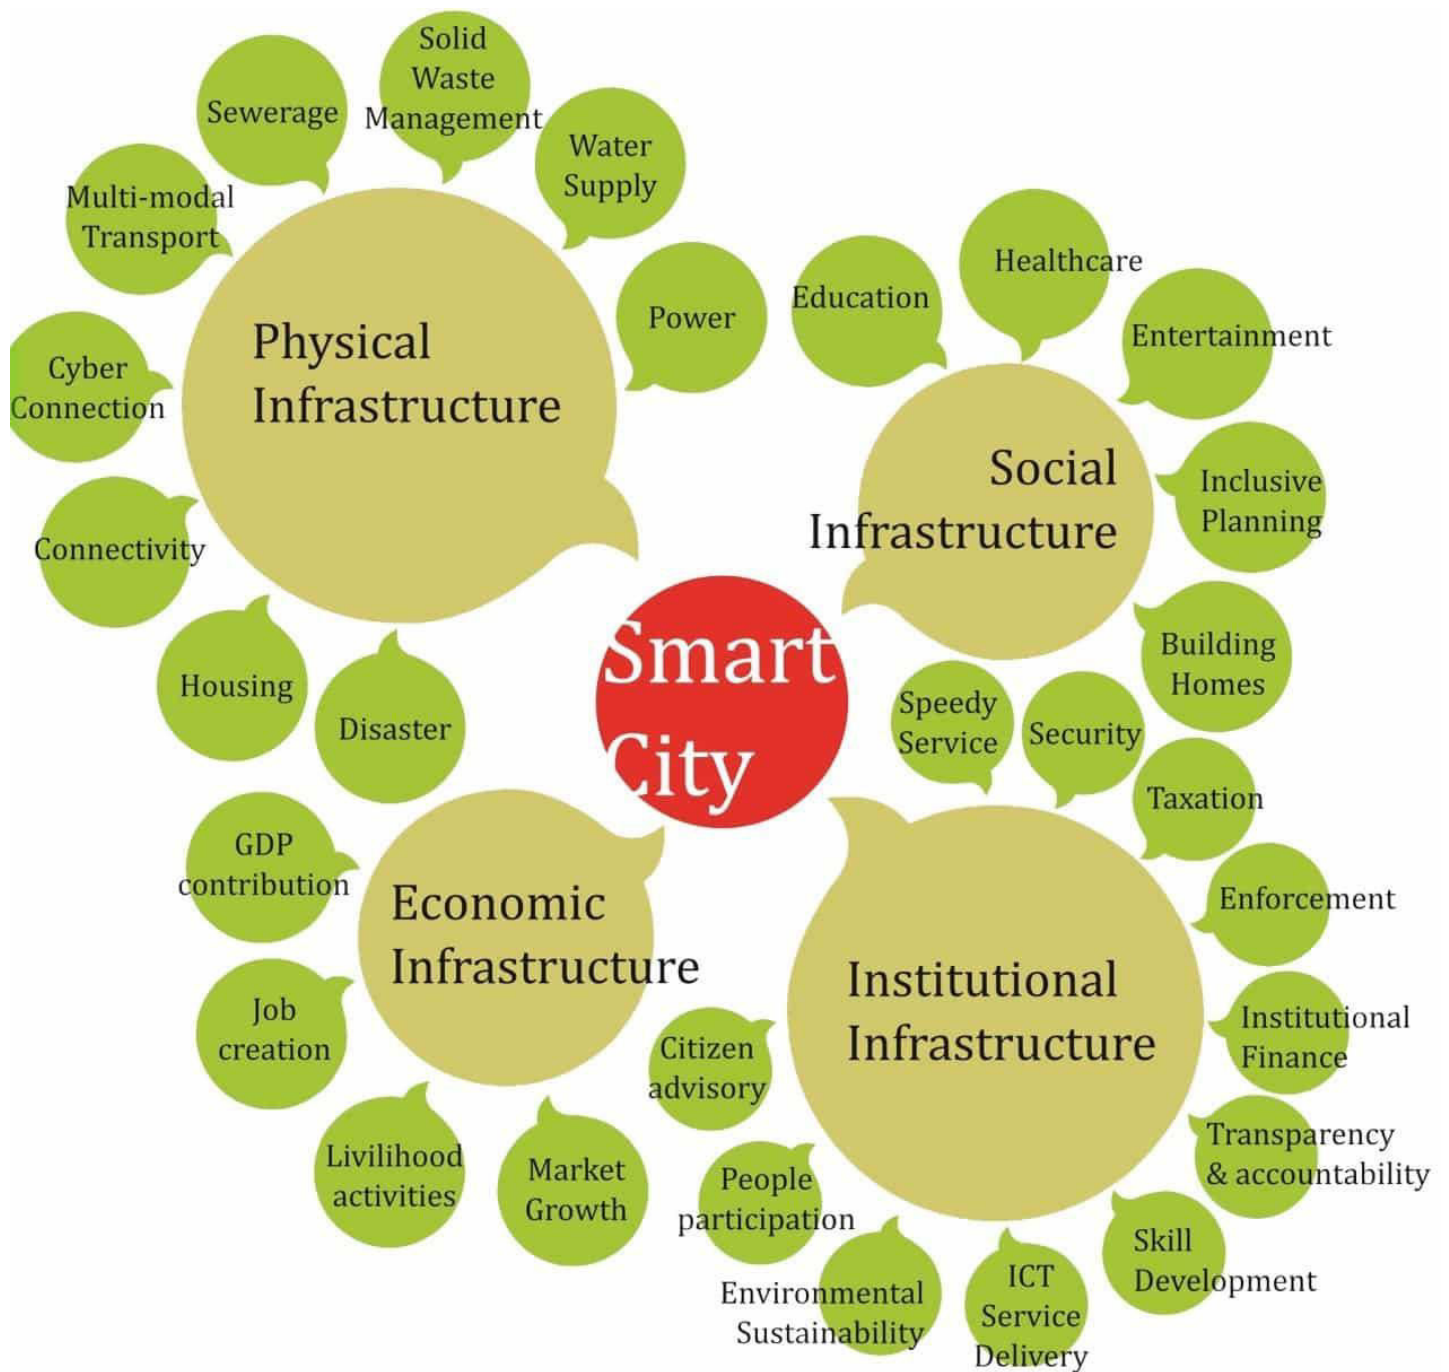 Solid
Waste
Management
Sewerage
Water
Supply
Multi-modal
Transport
Power
Cyber
Connection
Connectivity
Housing
Disaster
Physical
Infrastructure
Education
Healthcare
Entertainment
Inclusive
Planning
Building
Homes
Social
Infrastructure
Smart
City
Speedy
Service
Security
Taxation
Enforcement
Institutional
Finance
Transparency
& accountability
Skill
Development
ICT
Service
Delivery
Environmental
Sustainability
People
participation
Citizen
advisory
Institutional
Infrastructure
GDP
contribution
Job
creation
Livilihood
activities
Market
Growth
Economic
Infrastructure